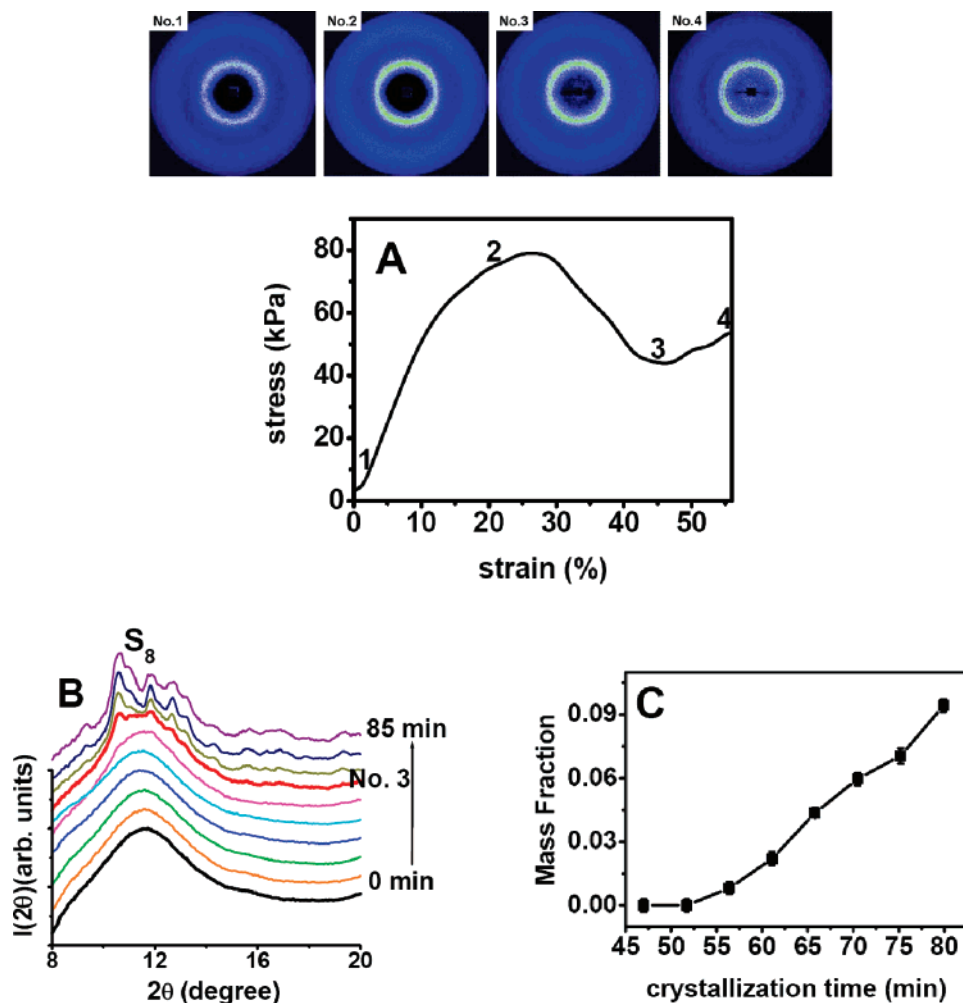 No.1 No.2 No.3 No.4
A
80
60
40
20
0
1
2
3
4
0 10 20 30 40 50
stress (kPa)
strain (%)
B
S8
85 min
No. 3
0 min
8 12 16 20
I(2θ)(arb. units)
2θ (degree)
C
0.09
0.06
0.03
0.00
45 50 55 60 65 70 75 80
Mass Fraction
crystallization time (min)